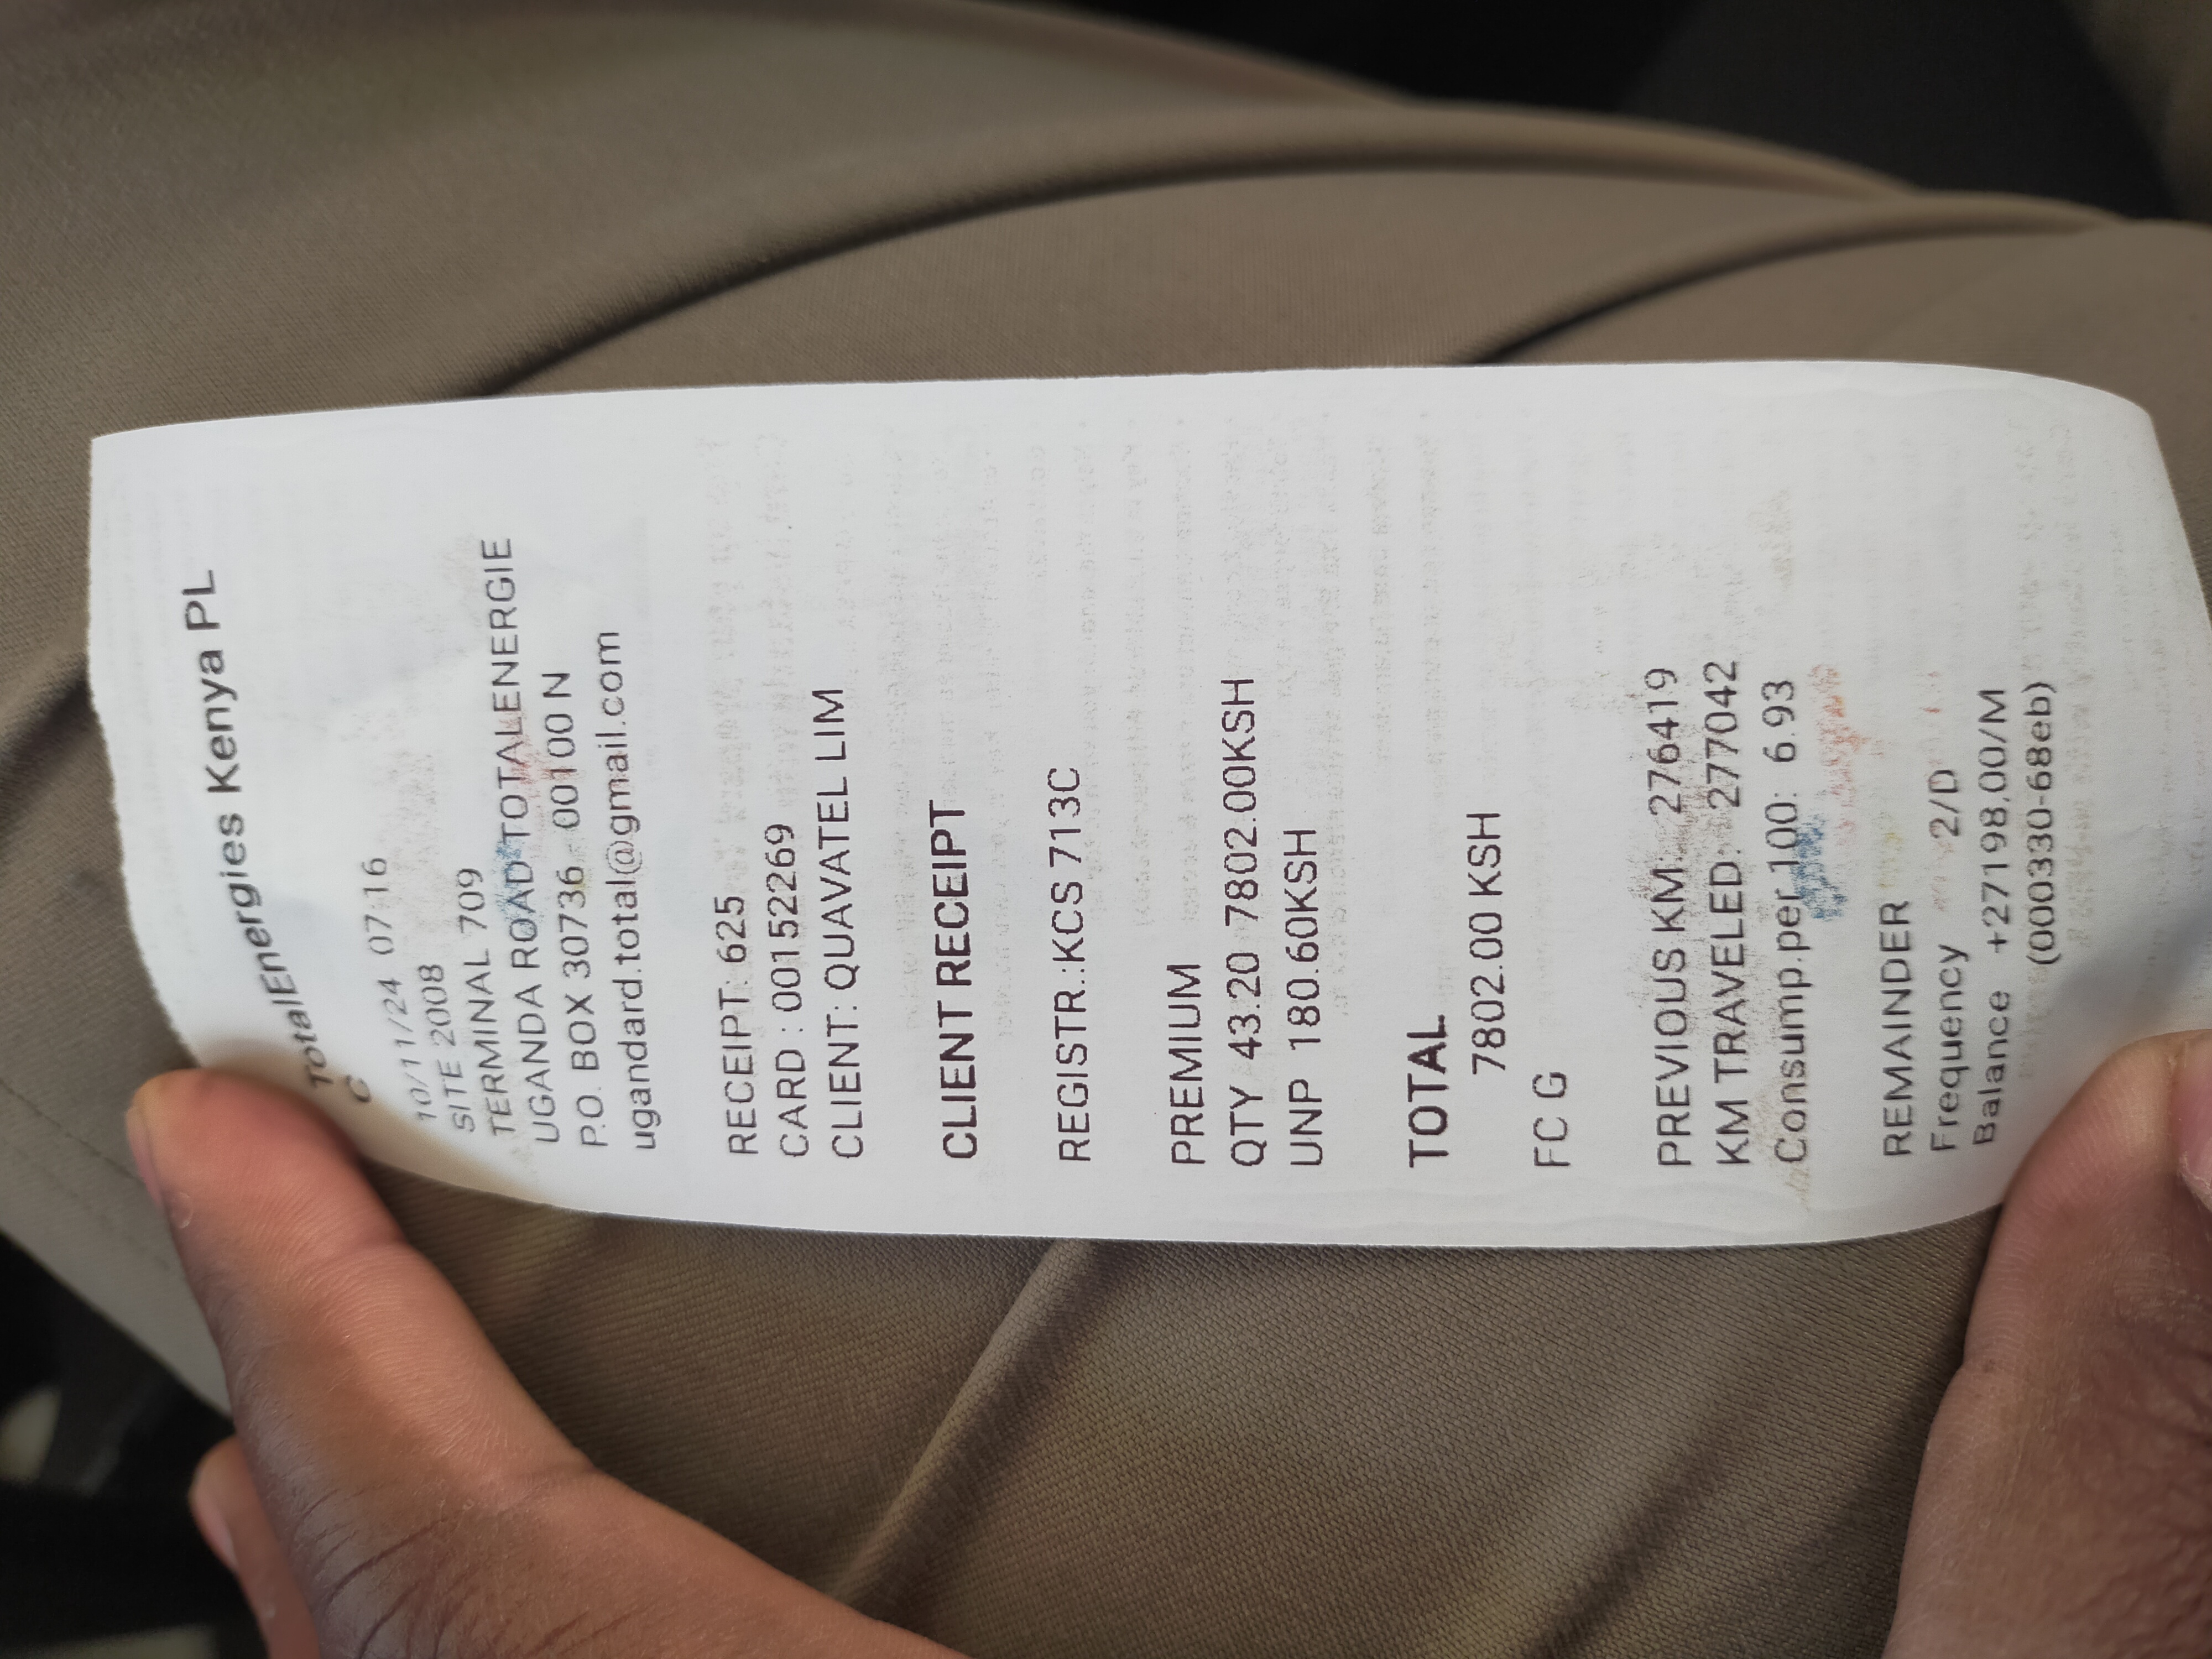 TotalEnergies Kenya PL
C
10/11/24 07:16
SITE 2008
TERMINAL 709
UGANDA ROAD TOTALENERGIE
P.O. BOX 30736 00100 N
ugandard.total@gmail.com
RECEIPT: 625
CARD : 00152269
CLIENT: QUAVATEL LIM
CLIENT RECEIPT
REGISTR.:KCS 713C
PREMIUM
QTY 43.20 7802.00KSH
UNP 180.60KSH
TOTAL
7802.00 KSH
FC G
PREVIOUS KM: 276419
KM TRAVELED: 277042
Consump.per 100: 6.93
REMAINDER
Frequency 2/D
Balance +27198,00/M
(000330-68eb)